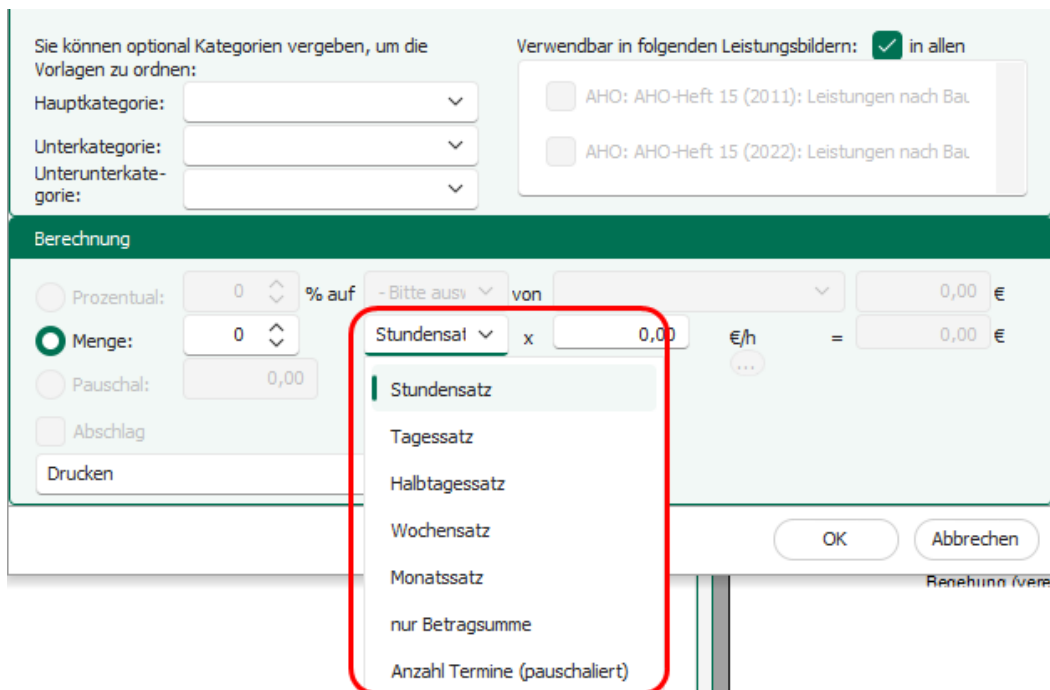 Sie können optional Kategorien vergeben, um die
Vorlagen zu ordnen:
Hauptkategorie:
Unterkategorie:
Unterunterkate-
gorie:
Verwendbar in folgenden Leistungsbildern: in allen
AHO: AHO-Heft 15 (2011): Leistungen nach Bau
AHO: AHO-Heft 15 (2022): Leistungen nach Bau
Berechnung
Prozentual: 0 % auf - Bitte ausw von 0,00 €
Menge: 0 Stundensat x 0,00 €/h = 0,00 €
...
Pauschal: 0,00
Abschlag
Drucken
Stundensatz
Tagessatz
Halbtagessatz
Wochensatz
Monatssatz
nur Betragsumme
Anzahl Termine (pauschaliert)
OK Abbrechen
Begehung (vere